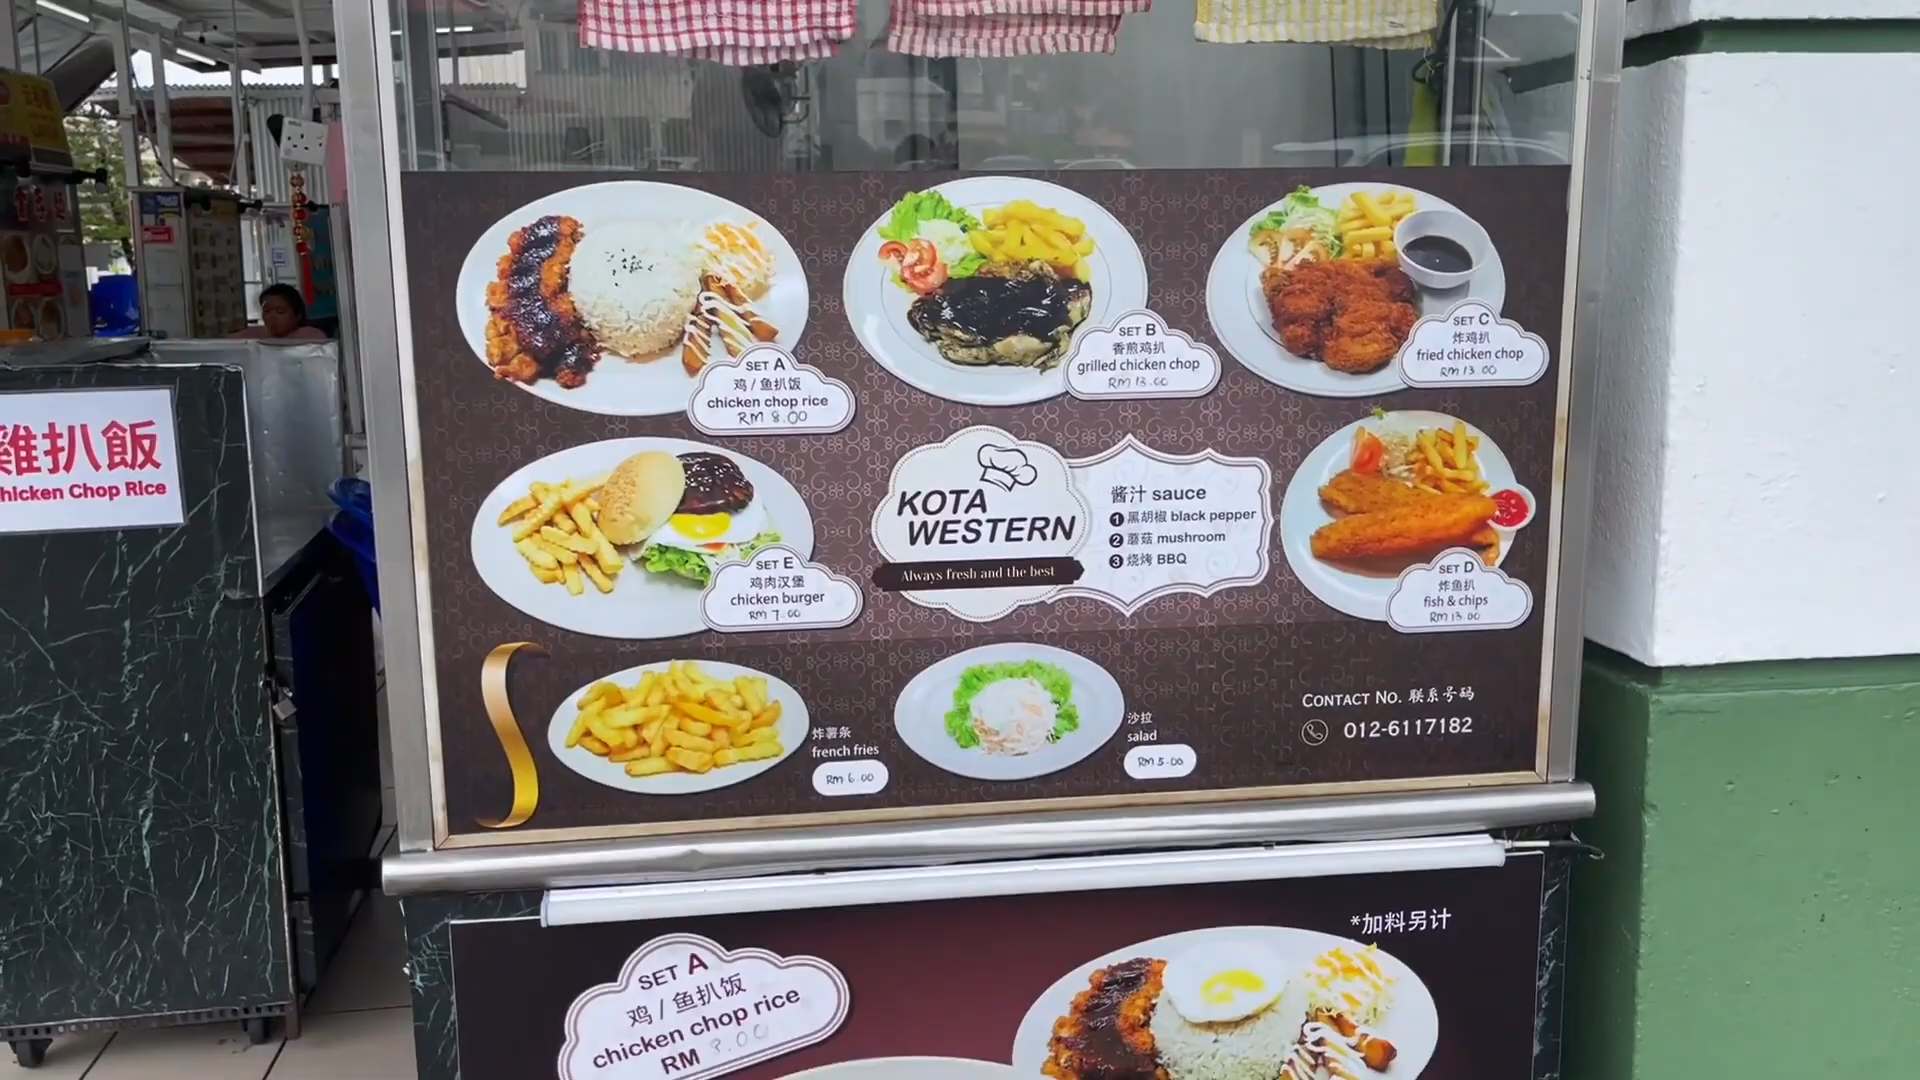 雞扒飯
hicken Chop Rice
SET A
鸡/鱼扒饭
chicken chop rice
RM 8.00
SET B
香煎鸡扒
grilled chicken chop
RM 13.00
SET C
炸鸡扒
fried chicken chop
RM 13.00
SET E
鸡肉汉堡
chicken burger
RM 7.00
KOTA
WESTERN
Always fresh and the best
酱汁 sauce
1 黑胡椒 black pepper
2 蘑菇 mushroom
3 烧烤 BBQ
SET D
炸鱼扒
fish & chips
RM 13.00
炸薯条
french fries
RM 6.00
沙拉
salad
RM 5.00
CONTACT NO. 联系号码
012-6117182
*加料另计
SET A
鸡/鱼扒饭
chicken chop rice
RM 8.00